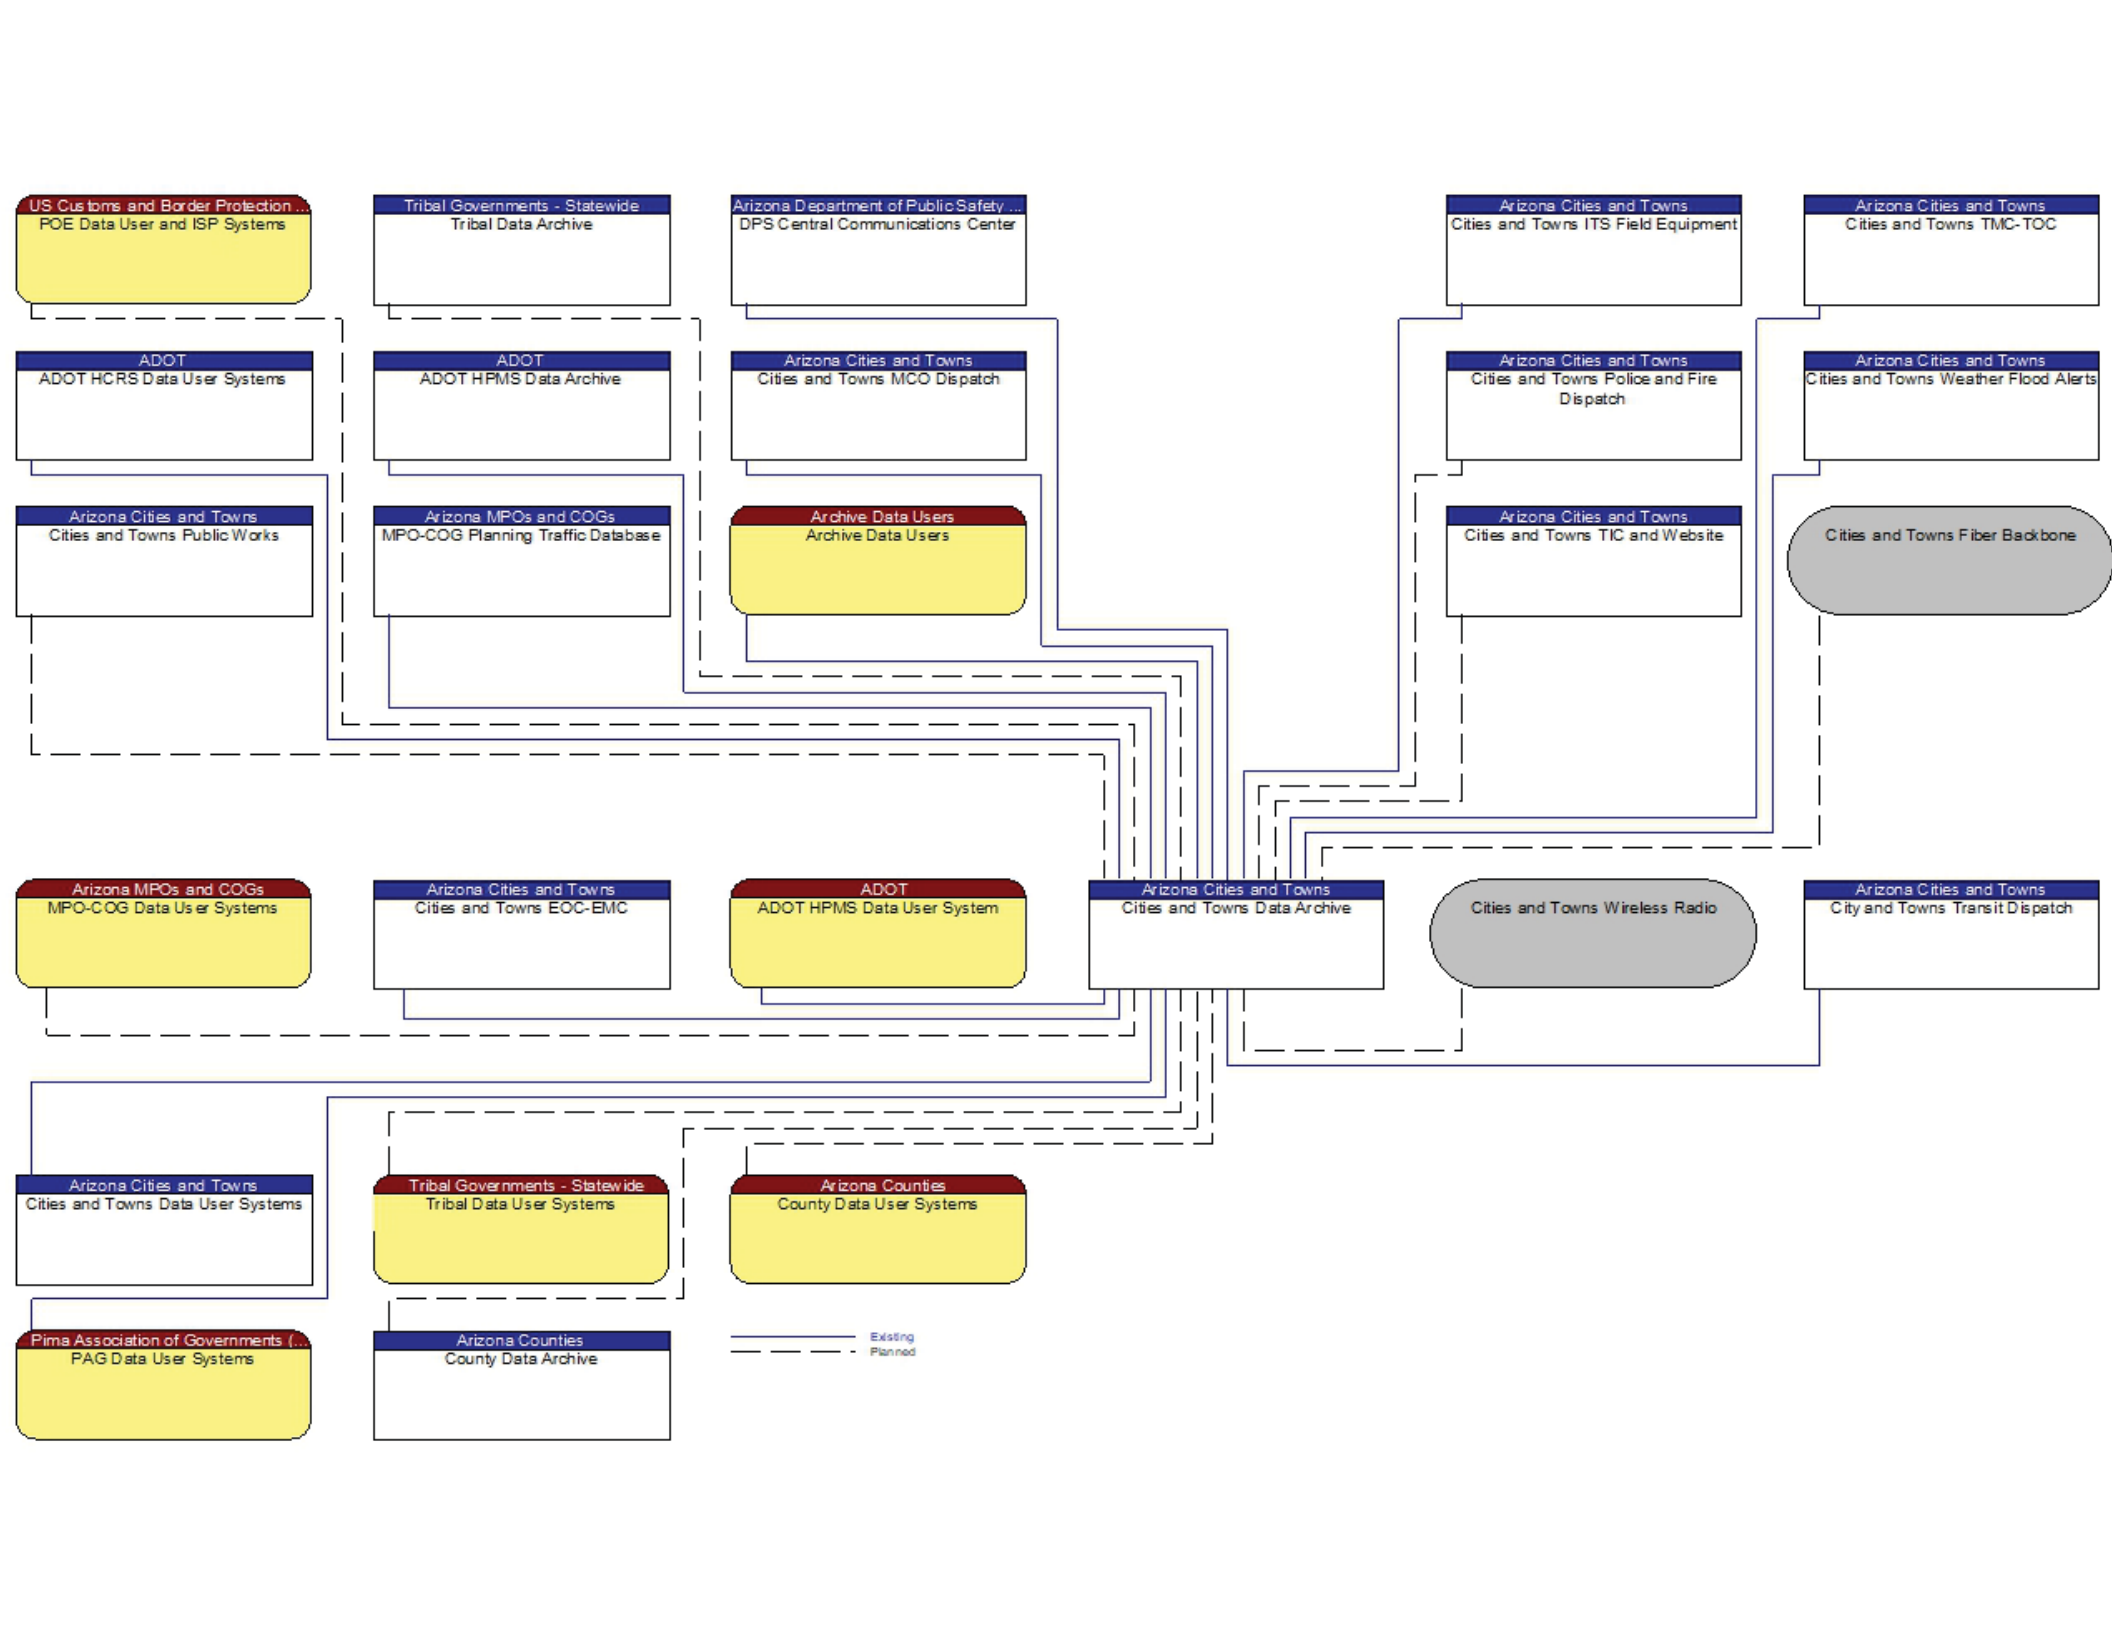 US Customs and Border Protection ...
POE Data User and ISP Systems
Tribal Governments - Statewide
Tribal Data Archive
Arizona Department of Public Safety ...
DPS Central Communications Center
Arizona Cities and Towns
Cities and Towns ITS Field Equipment
Arizona Cities and Towns
Cities and Towns TMC-TOC
ADOT
ADOT HCRS Data User Systems
ADOT
ADOT HPMS Data Archive
Arizona Cities and Towns
Cities and Towns MCO Dispatch
Arizona Cities and Towns
Cities and Towns Police and Fire
Dispatch
Arizona Cities and Towns
Cities and Towns Weather Flood Alerts
Arizona Cities and Towns
Cities and Towns Public Works
Arizona MPOs and COGs
MPO-COG Planning Traffic Database
Archive Data Users
Archive Data Users
Arizona Cities and Towns
Cities and Towns TIC and Website
Cities and Towns Fiber Backbone
Arizona MPOs and COGs
MPO-COG Data User Systems
Arizona Cities and Towns
Cities and Towns EOC-EMC
ADOT
ADOT HPMS Data User System
Arizona Cities and Towns
Cities and Towns Data Archive
Cities and Towns Wireless Radio
Arizona Cities and Towns
City and Towns Transit Dispatch
Arizona Cities and Towns
Cities and Towns Data User Systems
Tribal Governments - Statewide
Tribal Data User Systems
Arizona Counties
County Data User Systems
Pima Association of Governments (...
PAG Data User Systems
Arizona Counties
County Data Archive
Existing
Planned